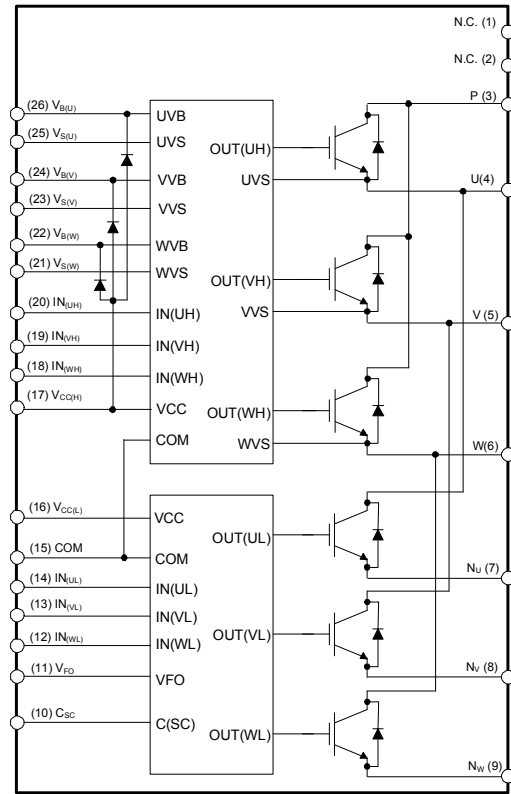 N.C. (1)
N.C. (2)
P (3)
U(4)
V (5)
W(6)
NU (7)
NV (8)
NW (9)
(26) VB(U)
(25) VS(U)
(24) VB(V)
(23) VS(V)
(22) VB(W)
(21) VS(W)
(20) IN(UH)
(19) IN(VH)
(18) IN(WH)
(17) VCC(H)
(16) VCC(L)
(15) COM
(14) IN(UL)
(13) IN(VL)
(12) IN(WL)
(11) VFO
(10) CSC
UVB
UVS
VVB
VVS
WVB
WVS
IN(UH)
IN(VH)
IN(WH)
VCC
COM
OUT(UH)
UVS
OUT(VH)
VVS
OUT(WH)
WVS
VCC
COM
IN(UL)
IN(VL)
IN(WL)
VFO
C(SC)
OUT(UL)
OUT(VL)
OUT(WL)